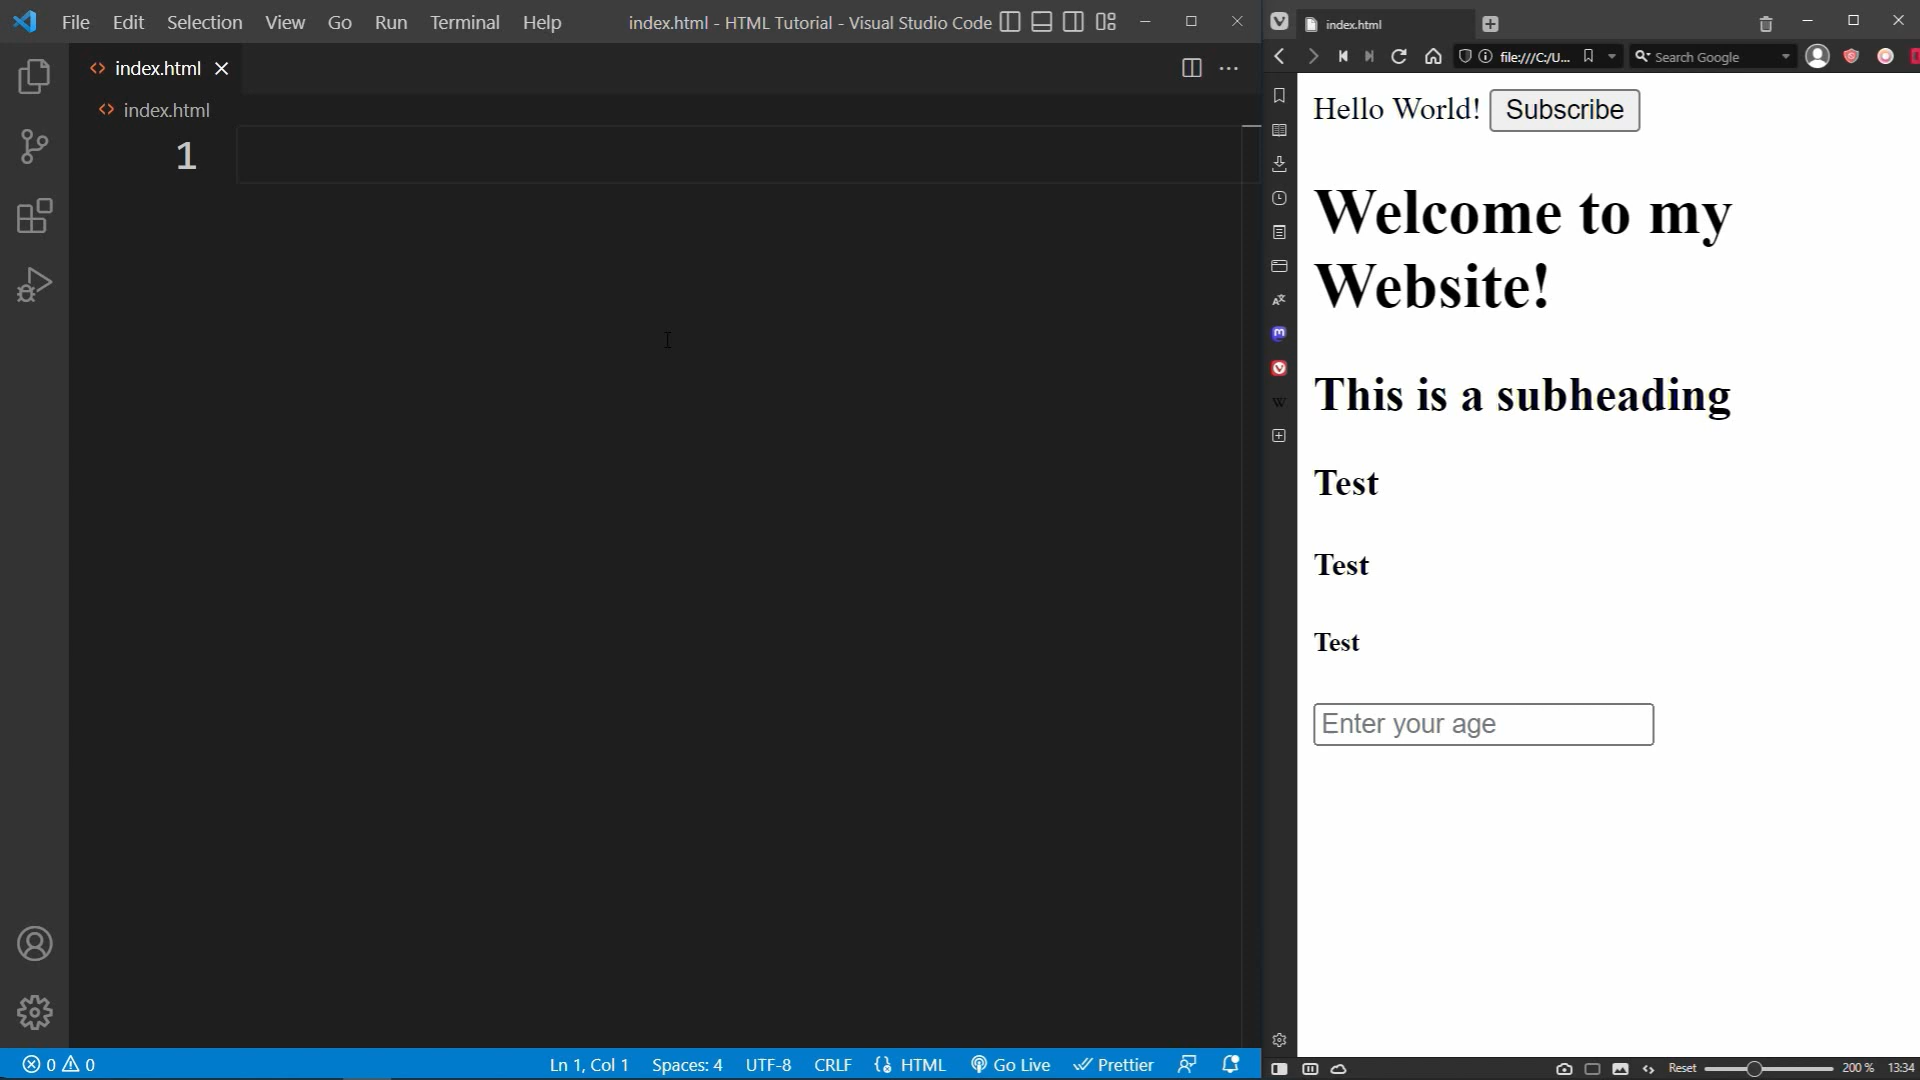 File Edit Selection View Go Run Terminal Help index.html - HTML Tutorial - Visual Studio Code
index.html
index.html
1
0 0 Ln 1, Col 1 Spaces: 4 UTF-8 CRLF HTML Go Live Prettier
index.html
file:///C:/U... Search Google
Hello World! Subscribe
Welcome to my
Website!
This is a subheading
Test
Test
Test
Enter your age
W
Reset 200 % 13:34